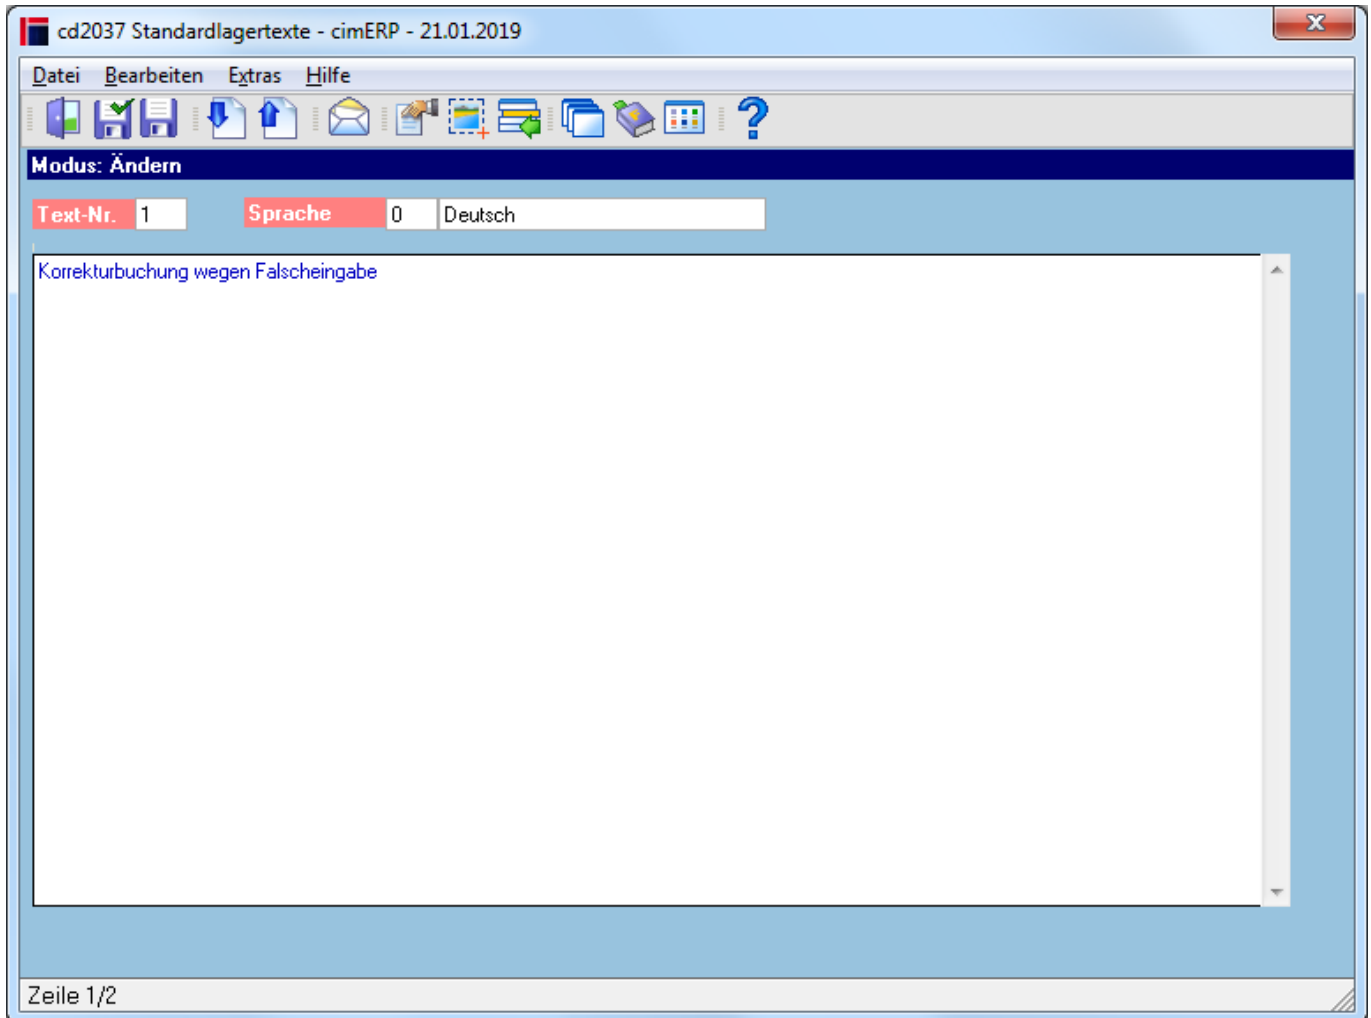 cd2037 Standardlagertexte - cimERP - 21.01.2019
Datei Bearbeiten Extras Hilfe
Modus: Ändern
Text-Nr. 1 Sprache 0 Deutsch
Korrekturbuchung wegen Falscheingabe
Zeile 1/2